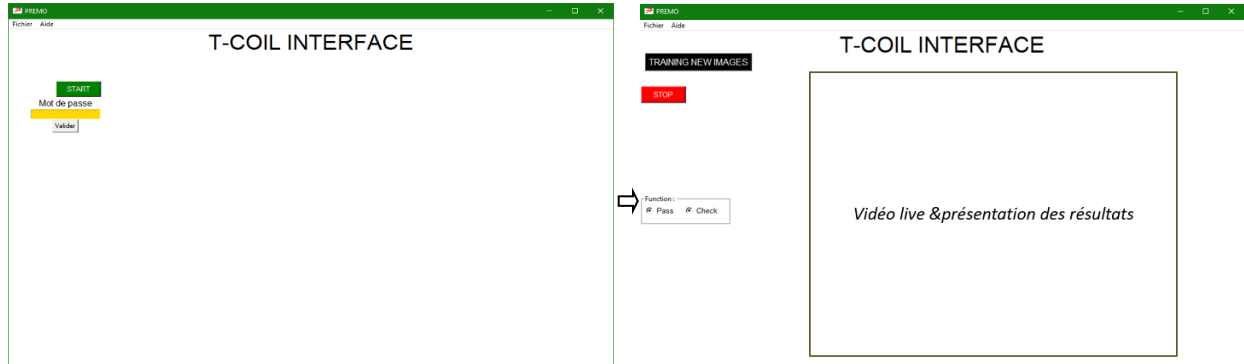 PREMO
Fichier Aide
T-COIL INTERFACE
START
Mot de passe
Valider
PREMO
Fichier Aide
T-COIL INTERFACE
TRAINING NEW IMAGES
STOP
Function :
Pass Check
Vidéo live &présentation des résultats